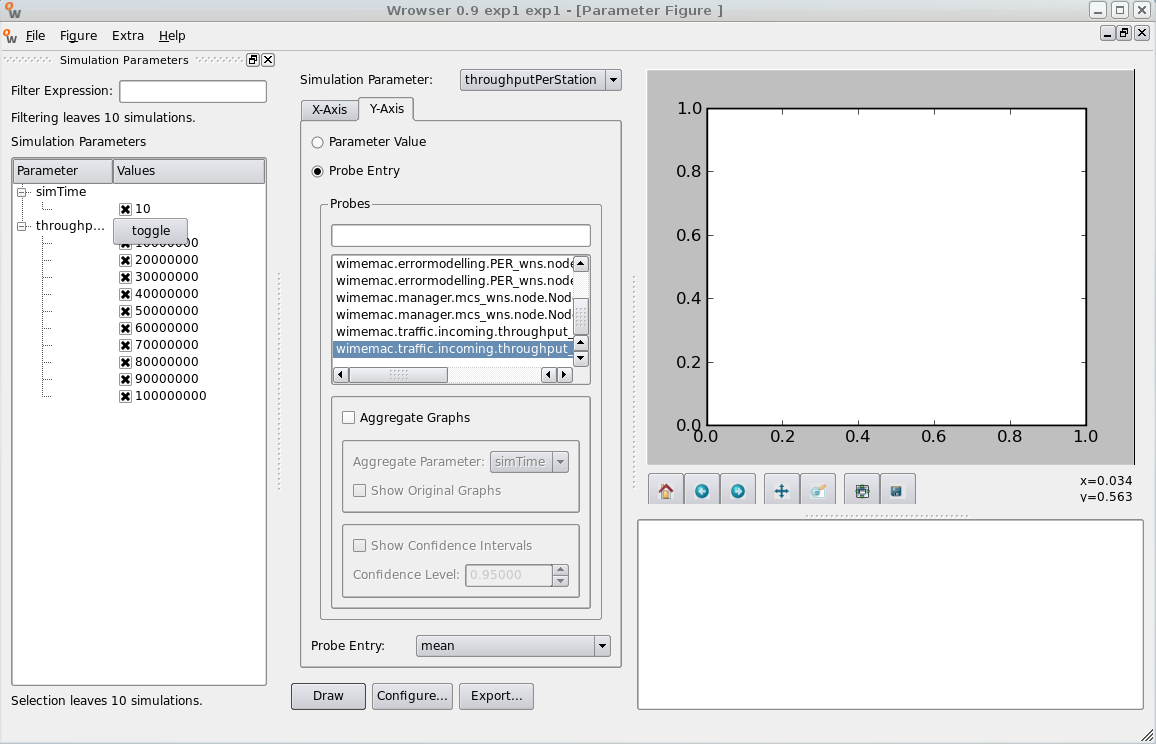 Wrowser 0.9 exp1 exp1 - [Parameter Figure ]
File Figure Extra Help
Simulation Parameters
Filter Expression:
Filtering leaves 10 simulations.
Simulation Parameters
Parameter Values
simTime
10
throughp...
toggle
10000000
20000000
30000000
40000000
50000000
60000000
70000000
80000000
90000000
100000000
Selection leaves 10 simulations.
Simulation Parameter: throughputPerStation
X-Axis Y-Axis
Parameter Value
Probe Entry
Probes
wimemac.errormodelling.PER_wns.node
wimemac.errormodelling.PER_wns.node
wimemac.manager.mcs_wns.node.Nod
wimemac.manager.mcs_wns.node.Nod
wimemac.traffic.incoming.throughput_
wimemac.traffic.incoming.throughput_
Aggregate Graphs
Aggregate Parameter: simTime
Show Original Graphs
Show Confidence Intervals
Confidence Level: 0.95000
Probe Entry: mean
Draw Configure... Export...
1.0
0.8
0.6
0.4
0.2
0.0
0.0 0.2 0.4 0.6 0.8 1.0
x=0.034
y=0.563